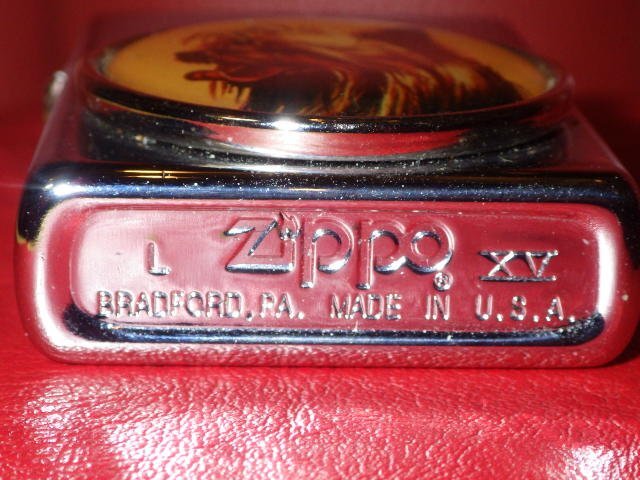 L Zippo® XV
BRADFORD, PA. MADE IN U.S.A.